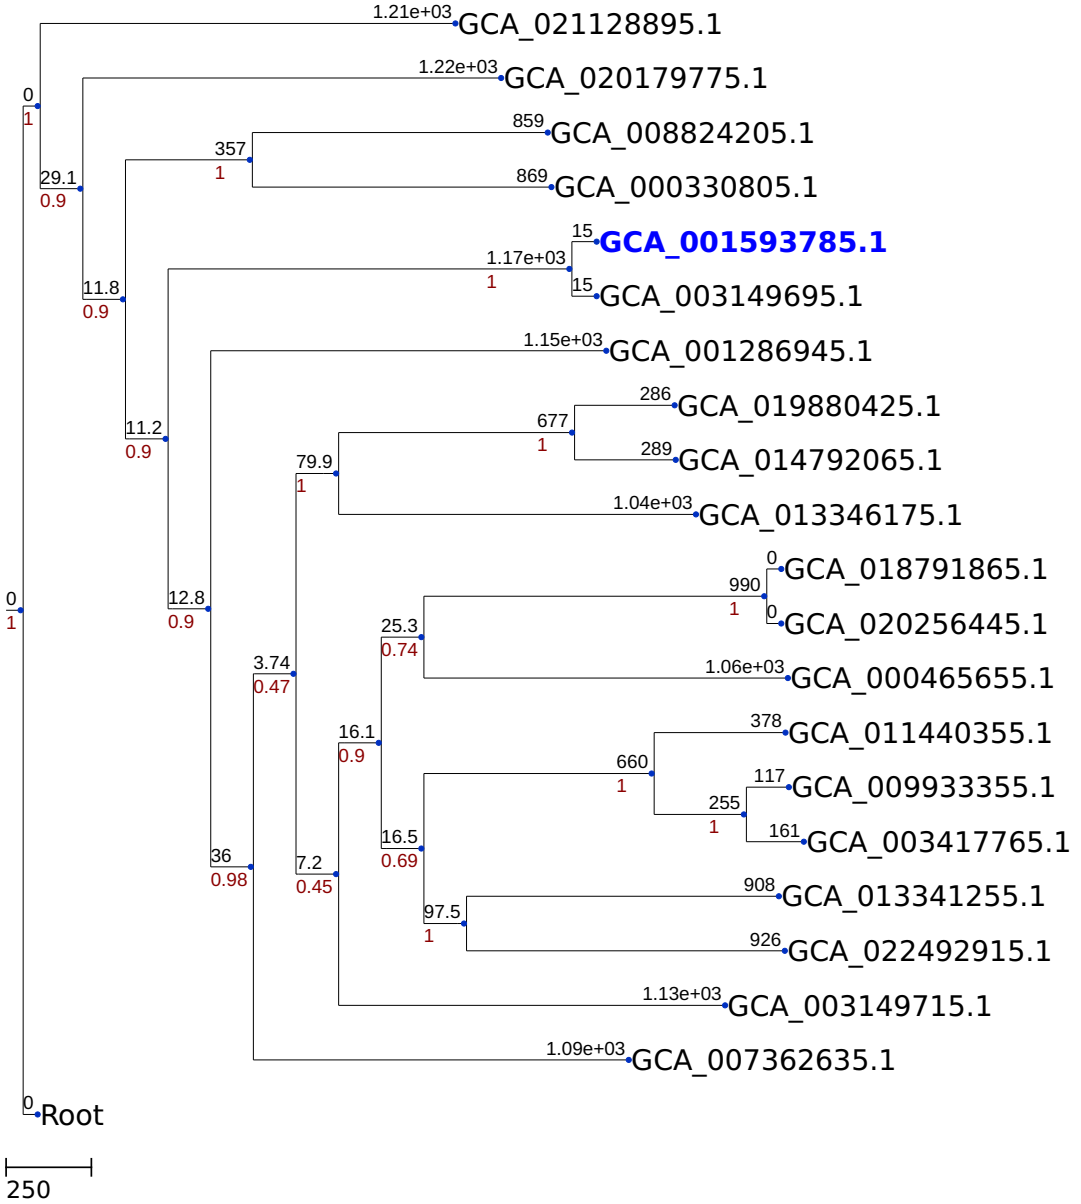 1.21e+03
GCA_021128895.1
1.22e+03
GCA_020179775.1
0
1
859
GCA_008824205.1
357
1
29.1
0.9
869
GCA_000330805.1
15
GCA_001593785.1
1.17e+03
1
11.8
0.9
15
GCA_003149695.1
1.15e+03
GCA_001286945.1
286
GCA_019880425.1
677
1
11.2
0.9
289
GCA_014792065.1
79.9
1
1.04e+03
GCA_013346175.1
0
GCA_018791865.1
990
1
0
1
12.8
0.9
0
GCA_020256445.1
25.3
0.74
3.74
0.47
1.06e+03
GCA_000465655.1
378
GCA_011440355.1
16.1
0.9
660
1
117
GCA_009933355.1
255
1
161
GCA_003417765.1
16.5
0.69
36
0.98
7.2
0.45
908
GCA_013341255.1
97.5
1
926
GCA_022492915.1
1.13e+03
GCA_003149715.1
1.09e+03
GCA_007362635.1
0
Root
250